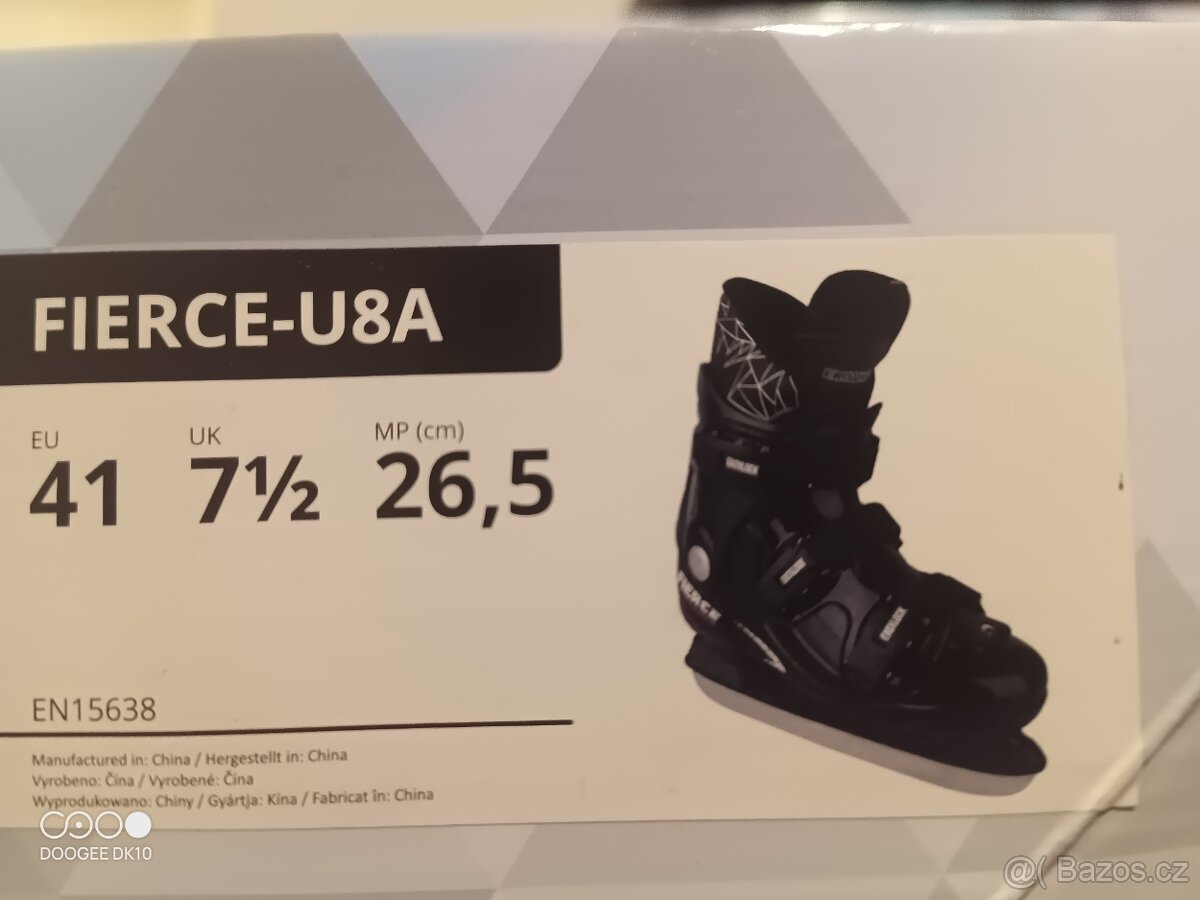 FIERCE-U8A
EU UK MP (cm)
41 7½ 26,5
EN15638
Manufactured in: China / Hergestellt in: China
Vyrobeno: Čína / Vyrobené: Čína
Wyprodukowano: Chiny / Gyártja: Kína / Fabricat în: China
FIERCE
DOOGEE DK10
@( Bazos.cz